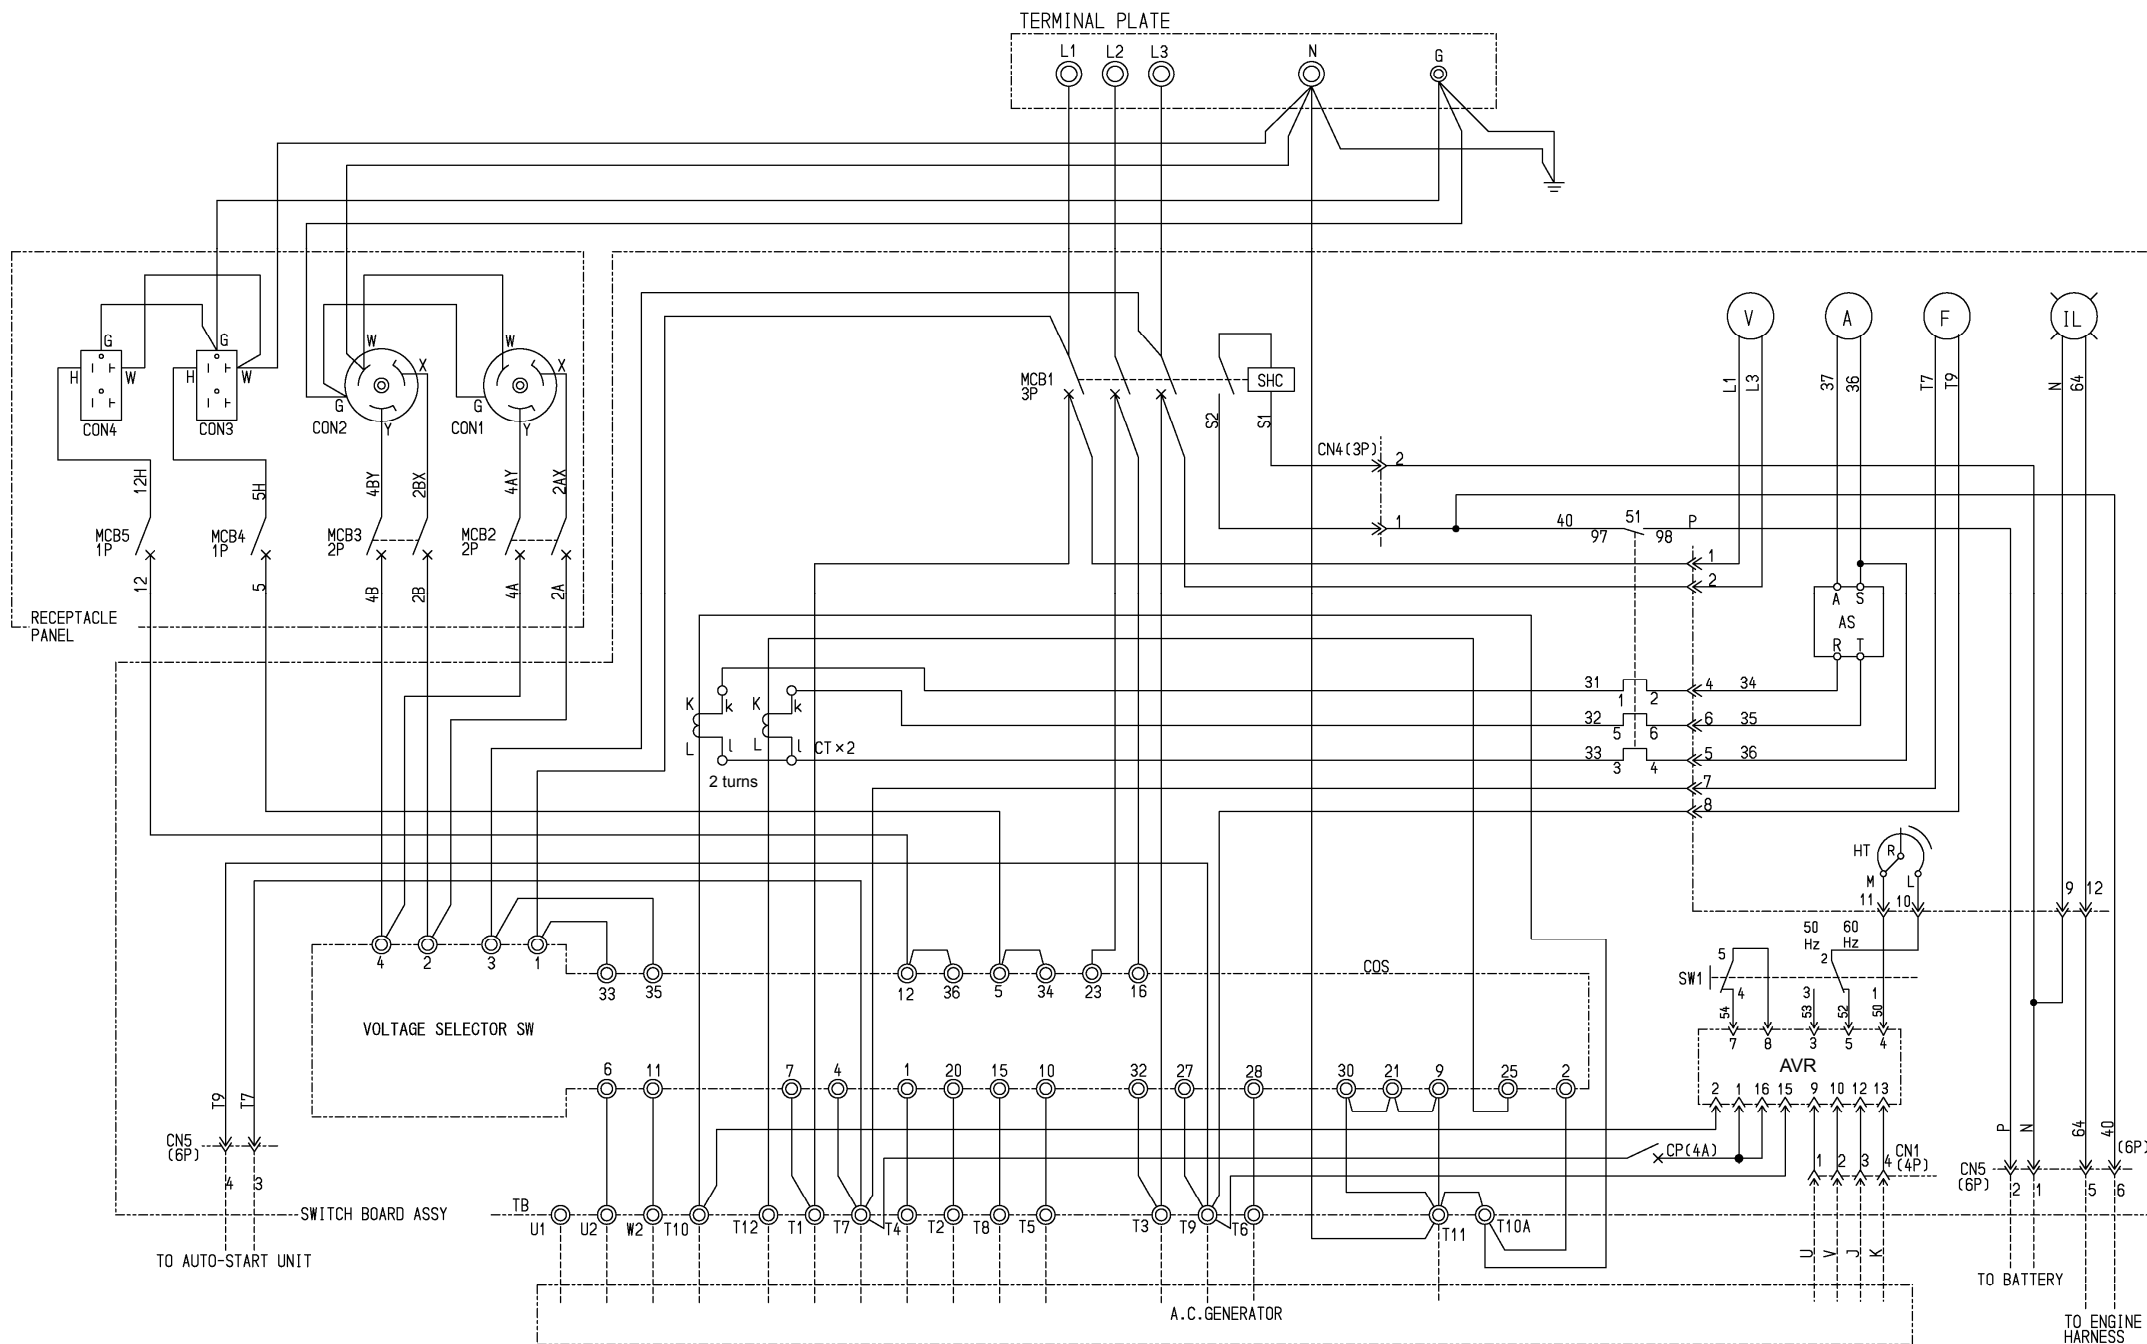 TERMINAL PLATE
L1 L2 L3 N G
V A F IL
G G W X W X
H W H W
MCB1
3P
SHC
L1 L3 37 36 T7 T9 N 64
G Y G Y
CON4 CON3 CON2 CON1
S2 S1
CN4(3P) 2
12H 5H 4BY 2BX 4AY 2AX
1 40 51 P
97 98
MCB5
1P
MCB4
1P
MCB3
2P
MCB2
2P
1
2
12 5 4B 2B 4A 2A
A S
AS
R T
RECEPTACLE
PANEL
31 1 2 4 34
K k K k
32 5 6 6 35
L l L l CT×2
33 3 4 5 36
2 turns
7
8
HT R
M L
11 10 9 12
50
Hz
60
Hz
4 2 3 1
33 35 12 36 5 34 23 16
COS
SW1 5 4 2 3 1
54 53 52 50
VOLTAGE SELECTOR SW
7 8 3 5 4
AVR
6 11 7 4 1 20 15 10 32 27 28 30 21 9 25 2
2 1 16 15 9 10 12 13
T9 T7
CN5
(6P)
4 3
CP(4A)
1 2 3 4
CN1
(4P)
P N 64 40
CN5
(6P)
(6P)
2 1 5 6
SWITCH BOARD ASSY
TB
U1 U2 W2 T10 T12 T1 T7 T4 T2 T8 T5 T3 T9 T6 T11 T10A
TO AUTO-START UNIT
U V J K
TO BATTERY
A.C.GENERATOR
TO ENGINE
HARNESS